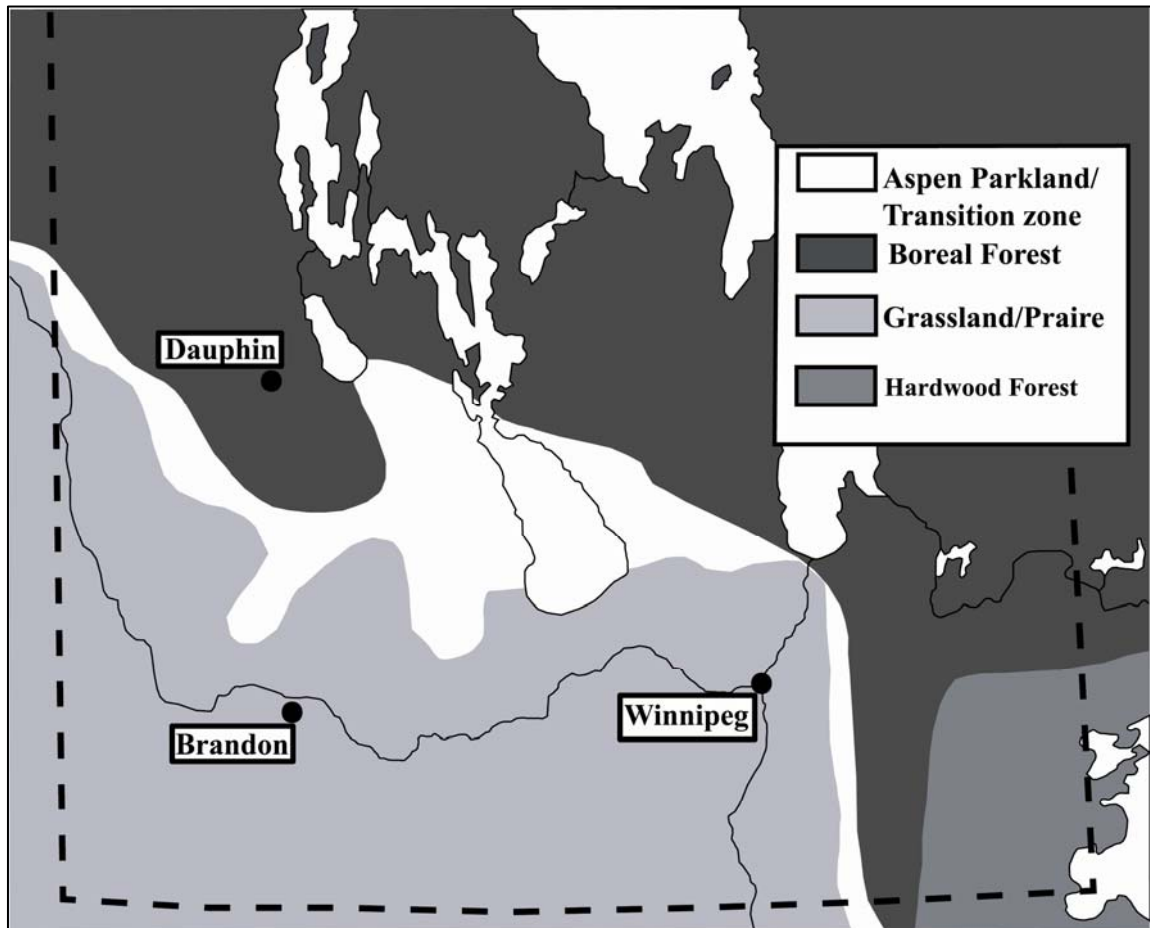 Aspen Parkland/
Transition zone
Boreal Forest
Grassland/Praire
Hardwood Forest
Dauphin
Winnipeg
Brandon